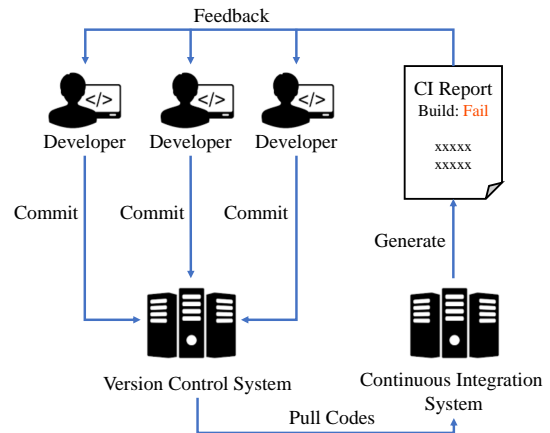 Feedback
CI Report
Build: Fail
xxxxx
xxxxx
</>
</>
</>
Developer
Developer
Developer
Commit
Commit
Commit
Generate
Version Control System
Continuous Integration
System
Pull Codes